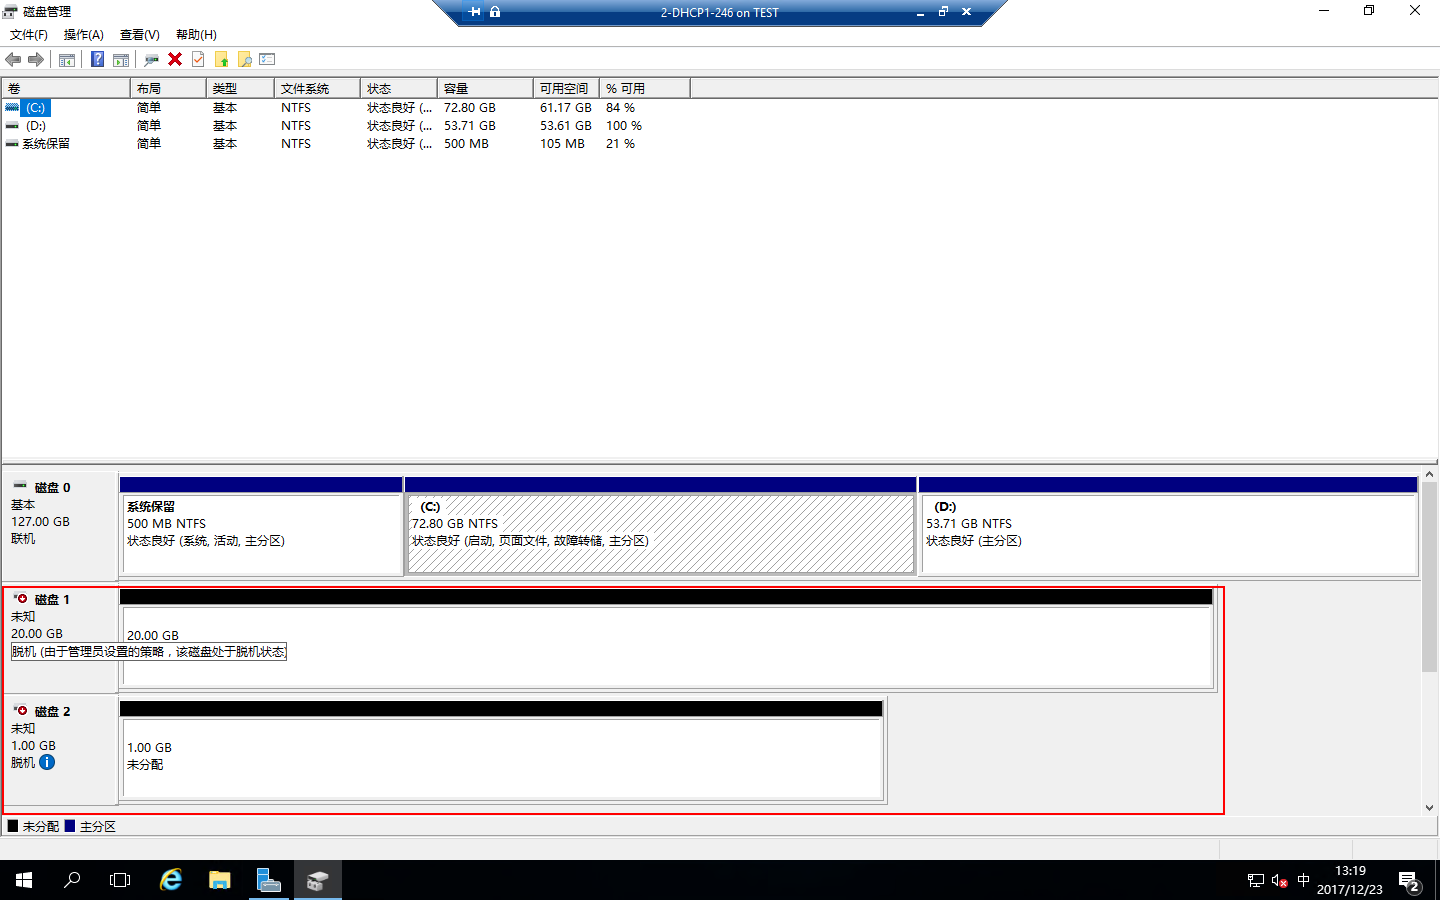 磁盘管理
2-DHCP1-246 on TEST
文件(F) 操作(A) 查看(V) 帮助(H)
卷 布局 类型 文件系统 状态 容量 可用空间 % 可用
(C:) 简单 基本 NTFS 状态良好 (... 72.80 GB 61.17 GB 84 %
(D:) 简单 基本 NTFS 状态良好 (... 53.71 GB 53.61 GB 100 %
系统保留 简单 基本 NTFS 状态良好 (... 500 MB 105 MB 21 %
磁盘 0
基本
127.00 GB
联机
系统保留
500 MB NTFS
状态良好 (系统, 活动, 主分区)
(C:)
72.80 GB NTFS
状态良好 (启动, 页面文件, 故障转储, 主分区)
(D:)
53.71 GB NTFS
状态良好 (主分区)
磁盘 1
未知
20.00 GB
脱机 (由于管理员设置的策略，该磁盘处于脱机状态)
20.00 GB
磁盘 2
未知
1.00 GB
脱机
1.00 GB
未分配
未分配 主分区
中
13:19
2017/12/23
2